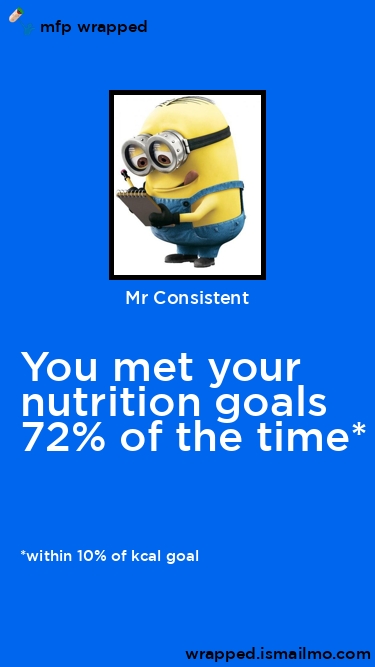 mfp wrapped
Mr Consistent
You met your
nutrition goals
72% of the time*
*within 10% of kcal goal
wrapped.ismailmo.com